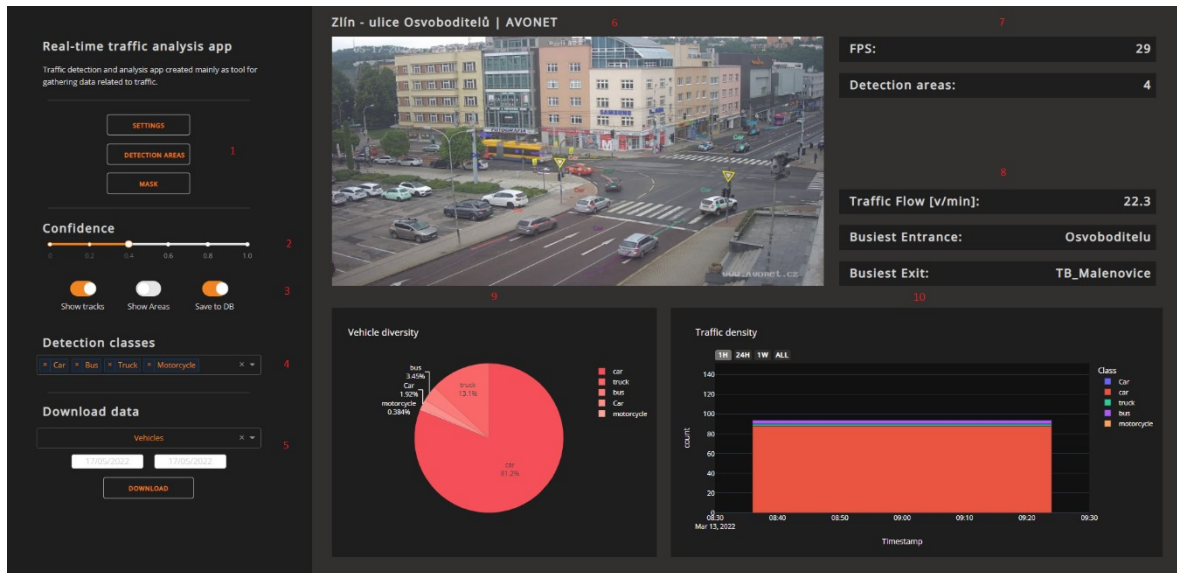 Real-time traffic analysis app
Traffic detection and analysis app created mainly as tool for
gathering data related to traffic.
SETTINGS
DETECTION AREAS
MASK
1
Confidence
0 0.2 0.4 0.6 0.8 1.0
2
Show tracks Show Areas Save to DB
3
Detection classes
× Car × Bus × Truck × Motorcycle ×
4
Download data
Vehicles ×
5
17/05/2022 17/05/2022
DOWNLOAD
Zlín - ulice Osvoboditelů | AVONET
6
SAMSUNG
www.avonet.cz
7
FPS: 29
Detection areas: 4
8
Traffic Flow [v/min]: 22.3
Busiest Entrance: Osvoboditelu
Busiest Exit: TB_Malenovice
9
Vehicle diversity
bus
3.45%
Car
1.92%
motorcycle
0.384%
truck
13.1%
car
81.2%
car
truck
bus
Car
motorcycle
10
Traffic density
1H 24H 1W ALL
140
120
100
80
60
40
20
0
count
08:30 08:40 08:50 09:00 09:10 09:20 09:30
Mar 13, 2022
Timestamp
Class
Car
car
truck
bus
motorcycle